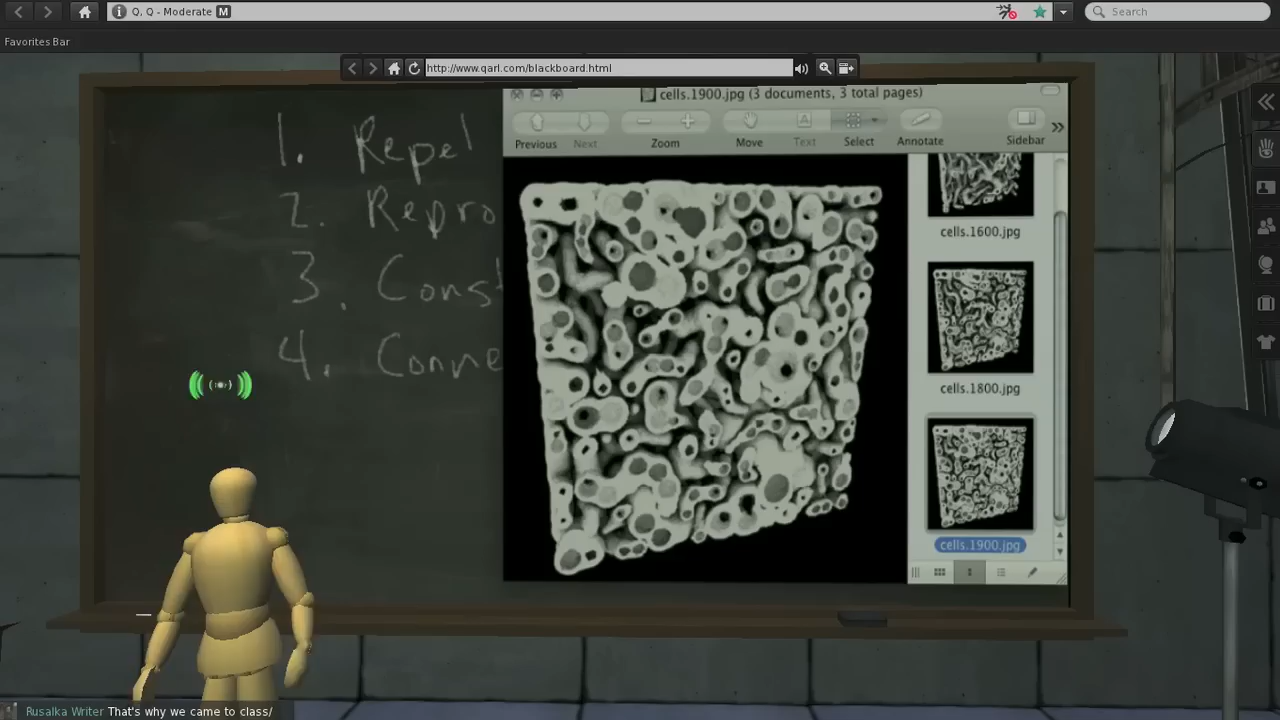 Q, Q - Moderate M
Search
Favorites Bar
http://www.qarl.com/blackboard.html
cells.1900.jpg (3 documents, 3 total pages)
Previous Next Zoom Move Text Select Annotate Sidebar
1. Repel
2. Repro
3. Cons
4. Conne
cells.1600.jpg
cells.1800.jpg
cells.1900.jpg
Rusalka Writer That's why we came to class/